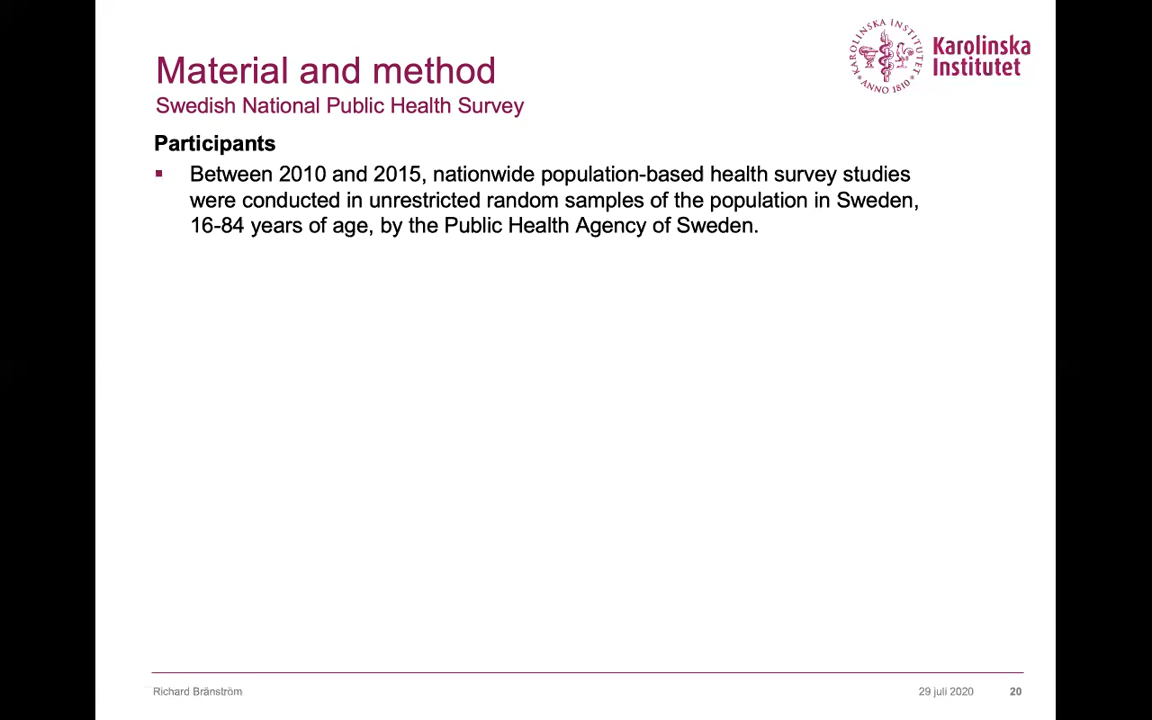 Material and method
Swedish National Public Health Survey
KAROLINSKA INSTITUTET
ANNO 1810
Karolinska
Institutet
Participants
▪ Between 2010 and 2015, nationwide population-based health survey studies
were conducted in unrestricted random samples of the population in Sweden,
16-84 years of age, by the Public Health Agency of Sweden.
Richard Bränström
29 juli 2020
20